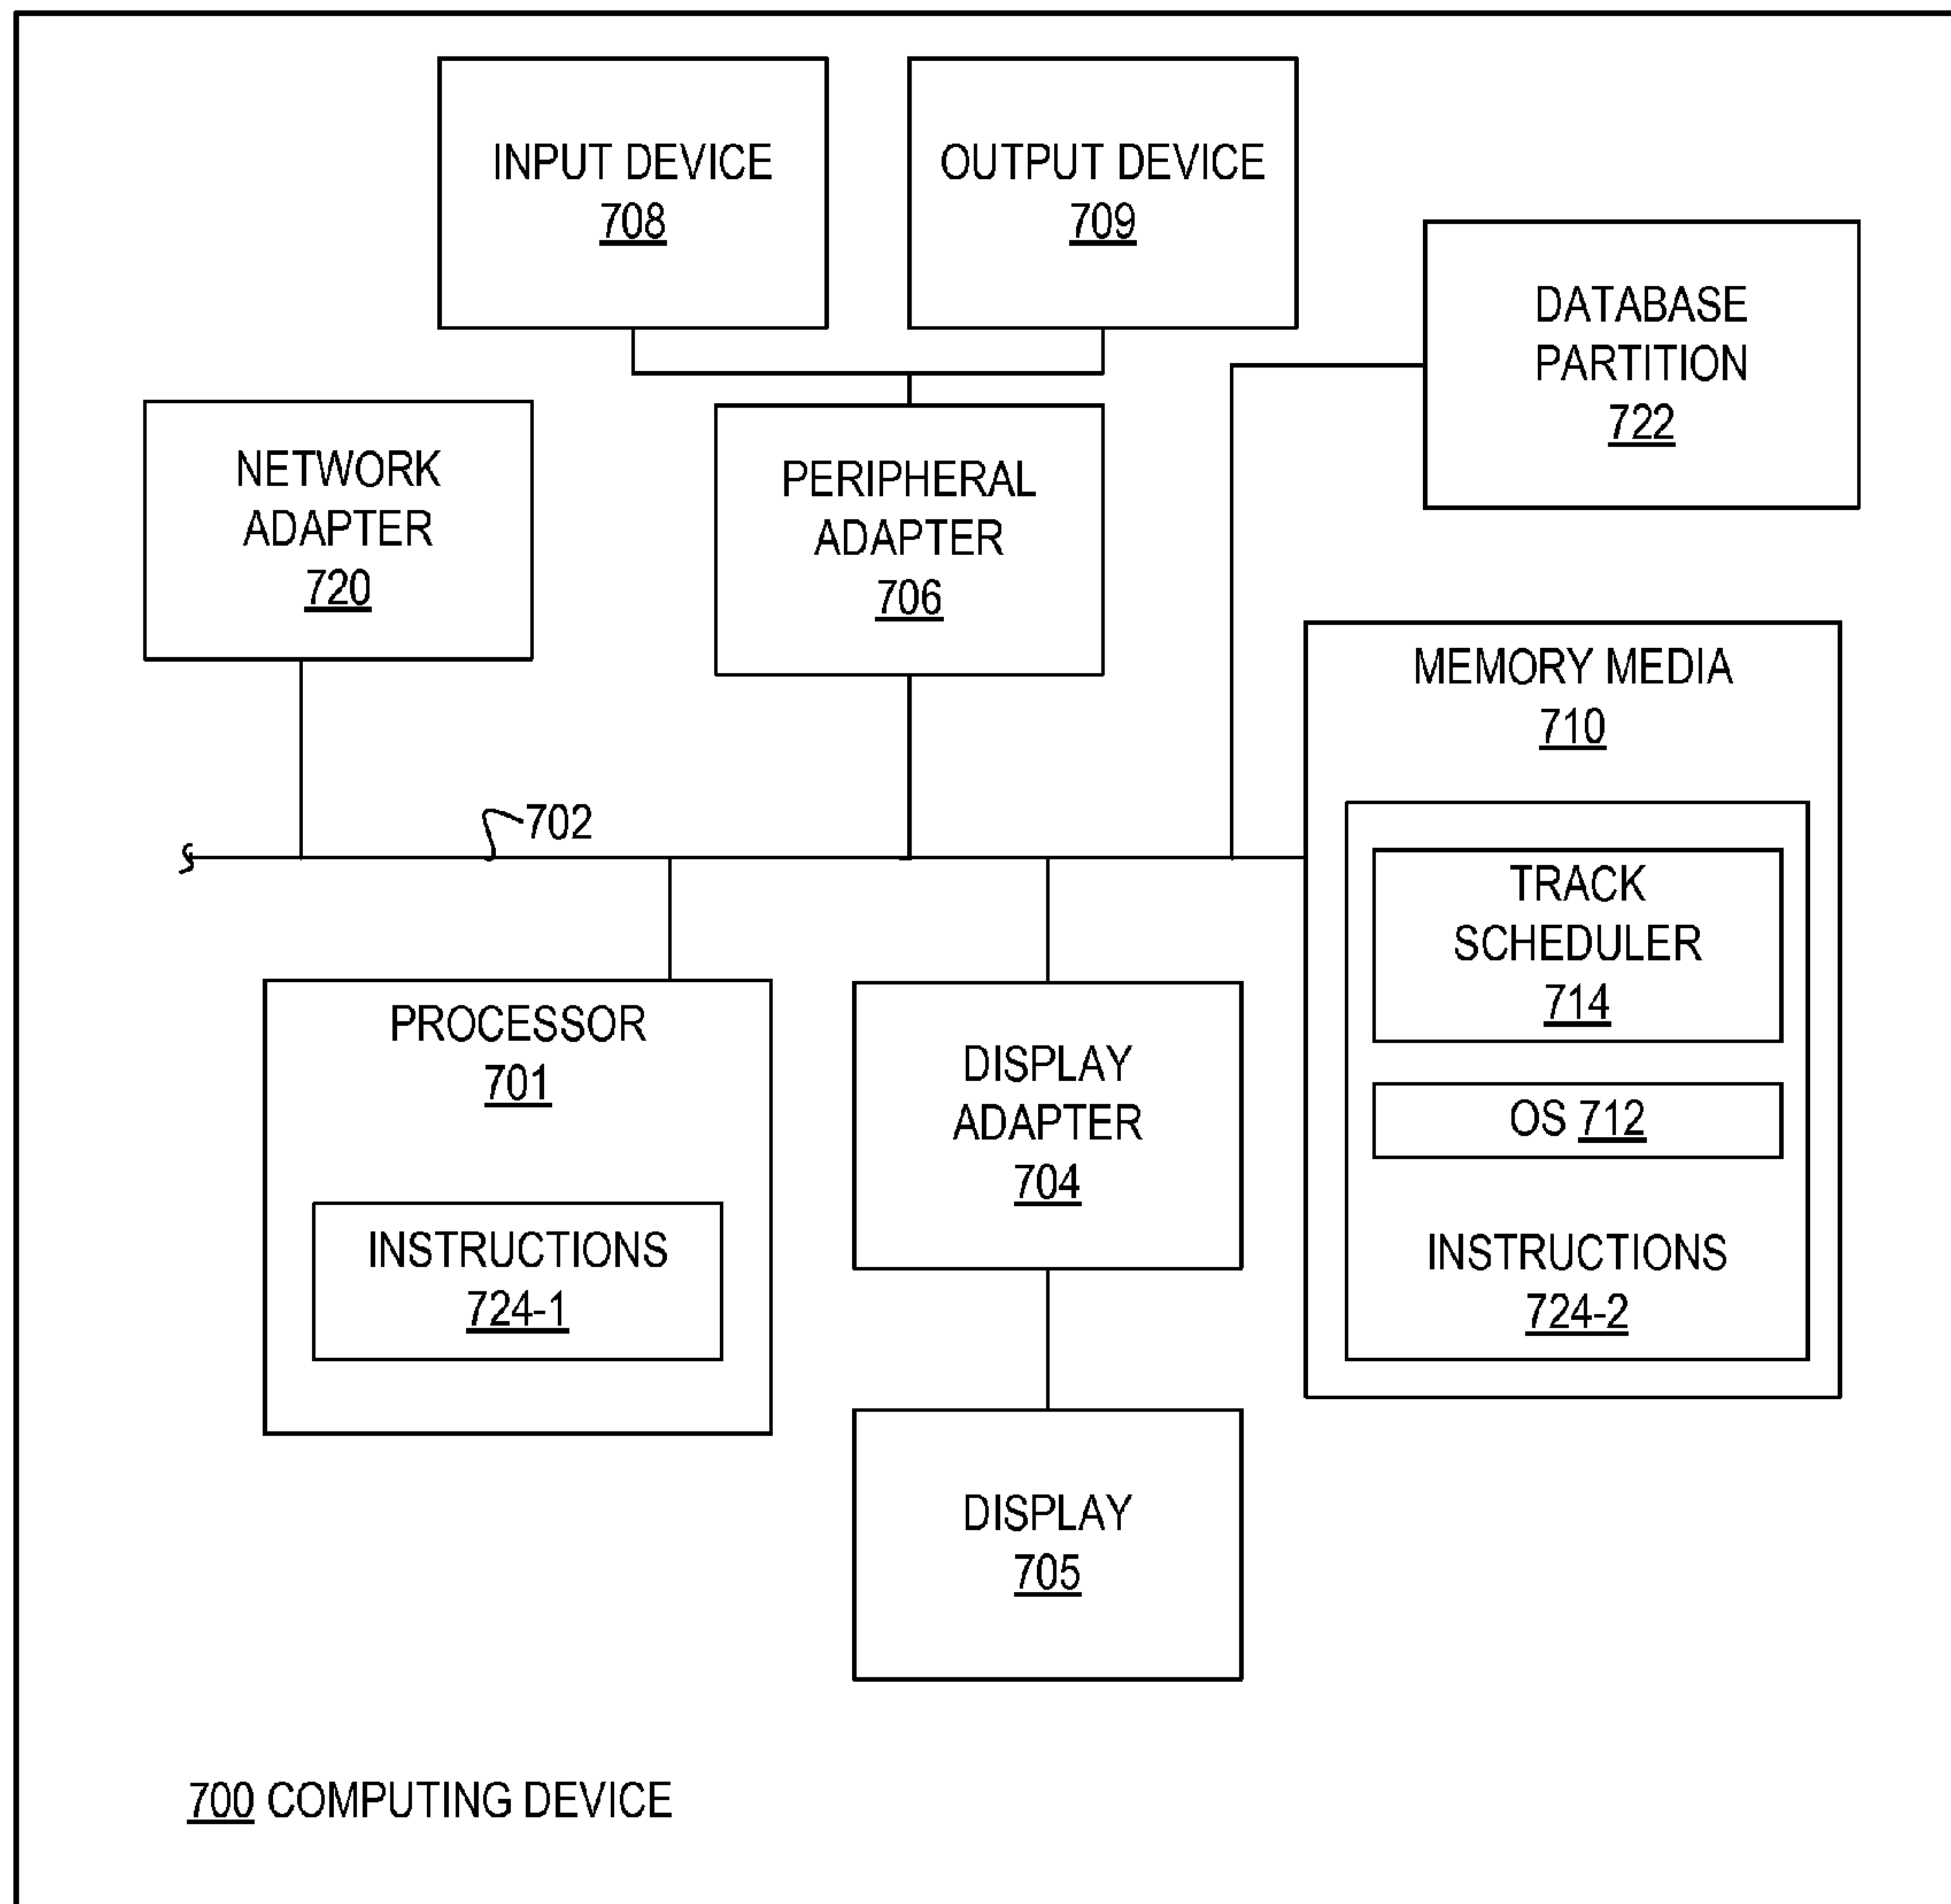 INPUT DEVICE
708
OUTPUT DEVICE
709
DATABASE
PARTITION
722
NETWORK
ADAPTER
720
PERIPHERAL
ADAPTER
706
MEMORY MEDIA
710
702
TRACK
SCHEDULER
714
OS 712
INSTRUCTIONS
724-2
PROCESSOR
701
INSTRUCTIONS
724-1
DISPLAY
ADAPTER
704
DISPLAY
705
700 COMPUTING DEVICE